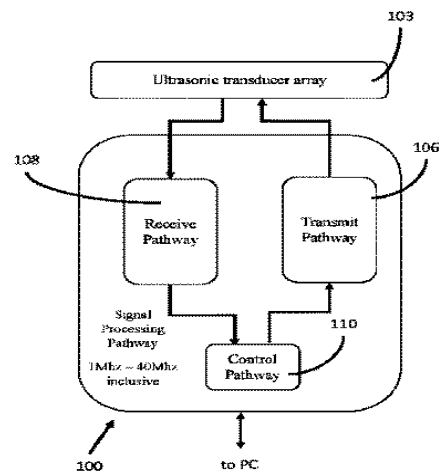 103
Ultrasonic transducer array
108
106
Receive
Pathway
Transmit
Pathway
Signal
Processing
Pathway
1Mhz ~ 40Mhz
inclusive
Control
Pathway
110
100
to PC